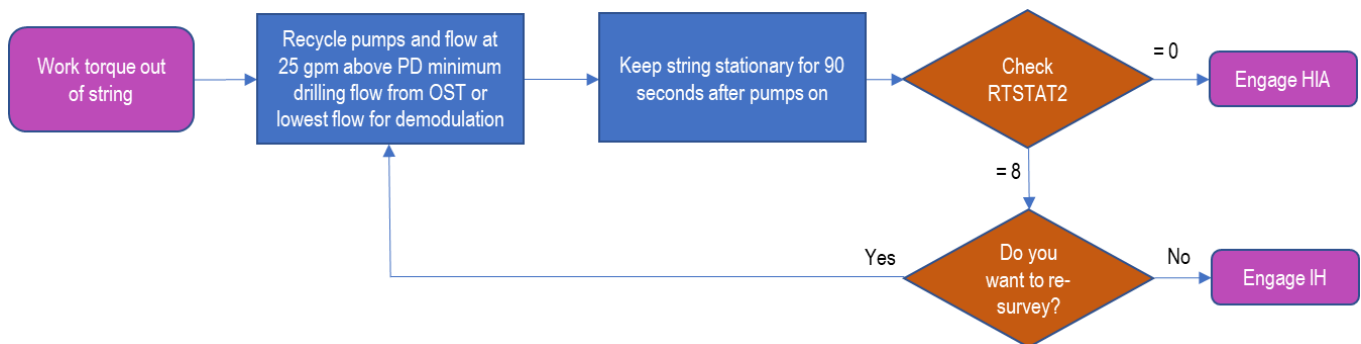 Work torque out
of string
Recycle pumps and flow at
25 gpm above PD minimum
drilling flow from OST or
lowest flow for demodulation
Keep string stationary for 90
seconds after pumps on
Check
RTSTAT2
= 0
Engage HIA
= 8
Do you
want to re-
survey?
Yes
No
Engage IH